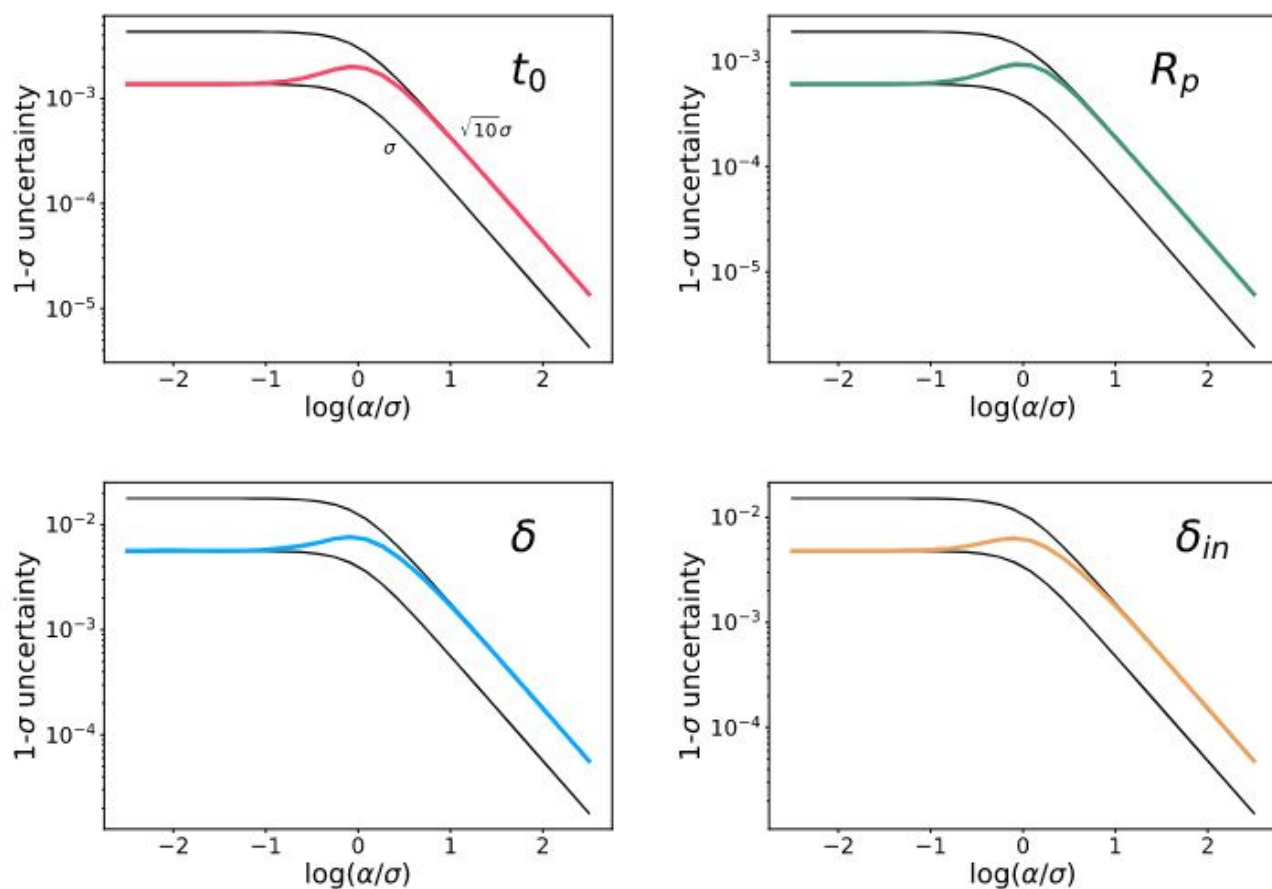 1-σ uncertainty
10⁻³
10⁻⁴
10⁻⁵
t₀
√10σ
σ
−2 −1 0 1 2
log(α/σ)
1-σ uncertainty
10⁻³
10⁻⁴
10⁻⁵
Rₚ
−2 −1 0 1 2
log(α/σ)
1-σ uncertainty
10⁻²
10⁻³
10⁻⁴
δ
−2 −1 0 1 2
log(α/σ)
1-σ uncertainty
10⁻²
10⁻³
10⁻⁴
δᵢₙ
−2 −1 0 1 2
log(α/σ)